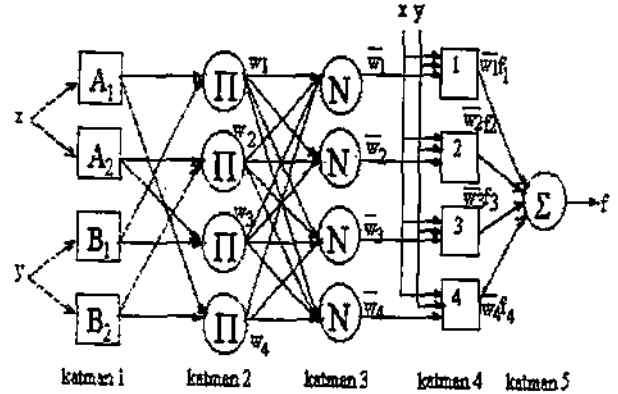 x y
A₁ Π w₁ N w̅₁ 1 w̅₁f₁
x
A₂ Π w₂ N w̅₂ 2 w̅₂f₂
B₁ Π w₃ N w̅₃ 3 w̅₃f₃ Σ f
y
B₂ Π w₄ N w̅₄ 4 w̅₄f₄
katman 1 katman 2 katman 3 katman 4 katman 5